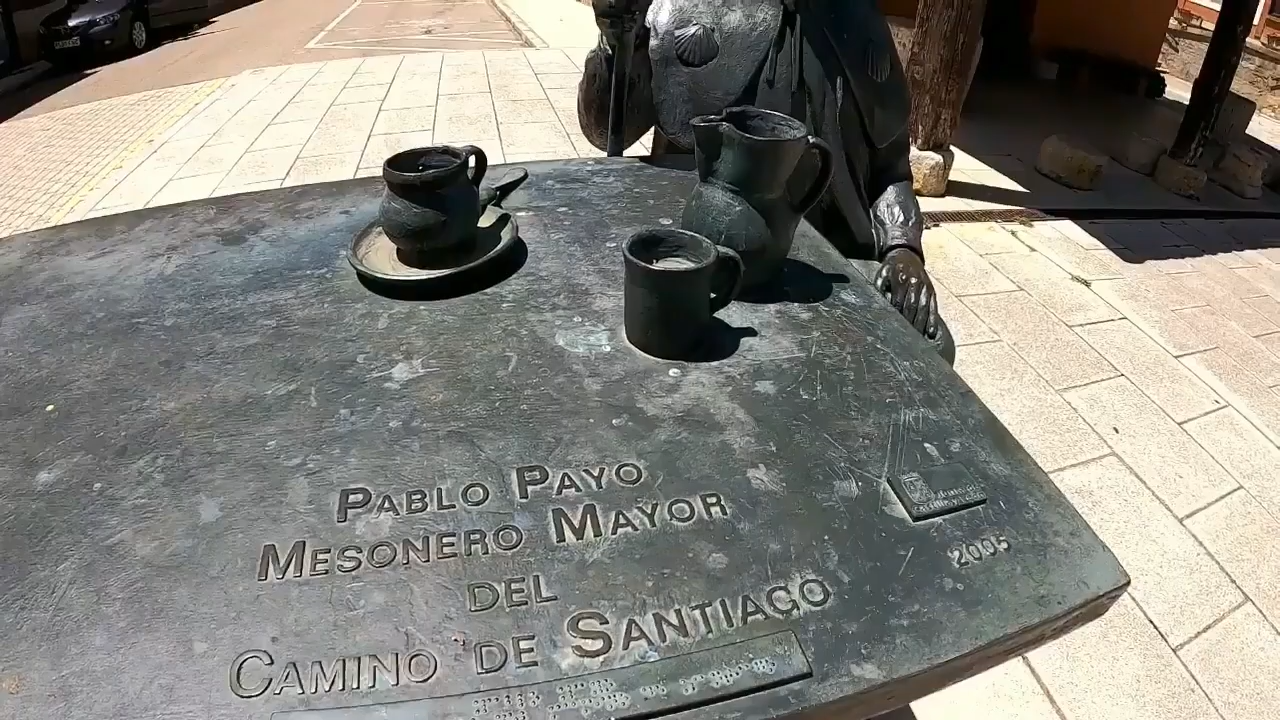 PABLO PAYO
MESONERO MAYOR
DEL
CAMINO DE SANTIAGO
2005